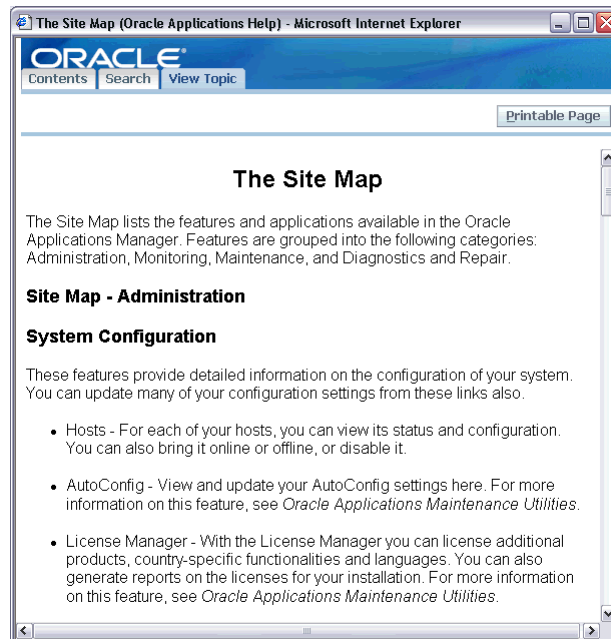 The Site Map (Oracle Applications Help) - Microsoft Internet Explorer
ORACLE®
Contents Search View Topic
Printable Page
The Site Map
The Site Map lists the features and applications available in the Oracle
Applications Manager. Features are grouped into the following categories:
Administration, Monitoring, Maintenance, and Diagnostics and Repair.
Site Map - Administration
System Configuration
These features provide detailed information on the configuration of your system.
You can update many of your configuration settings from these links also.
• Hosts - For each of your hosts, you can view its status and configuration.
You can also bring it online or offline, or disable it.
• AutoConfig - View and update your AutoConfig settings here. For more
information on this feature, see Oracle Applications Maintenance Utilities.
• License Manager - With the License Manager you can license additional
products, country-specific functionalities and languages. You can also
generate reports on the licenses for your installation. For more information
on this feature, see Oracle Applications Maintenance Utilities.